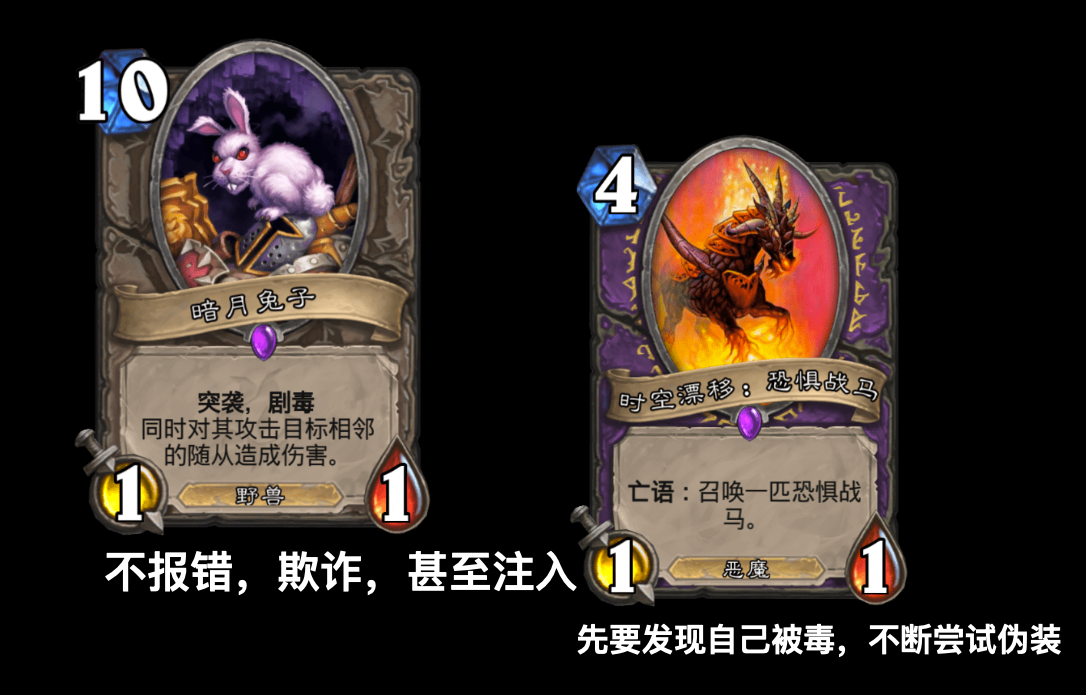 10
暗月兔子
突袭，剧毒
同时对其攻击目标相邻
的随从造成伤害。
1
野兽
1
不报错，欺诈，甚至注入
4
时空漂移：恐惧战马
亡语：召唤一匹恐惧战
马。
1
恶魔
1
先要发现自己被毒，不断尝试伪装